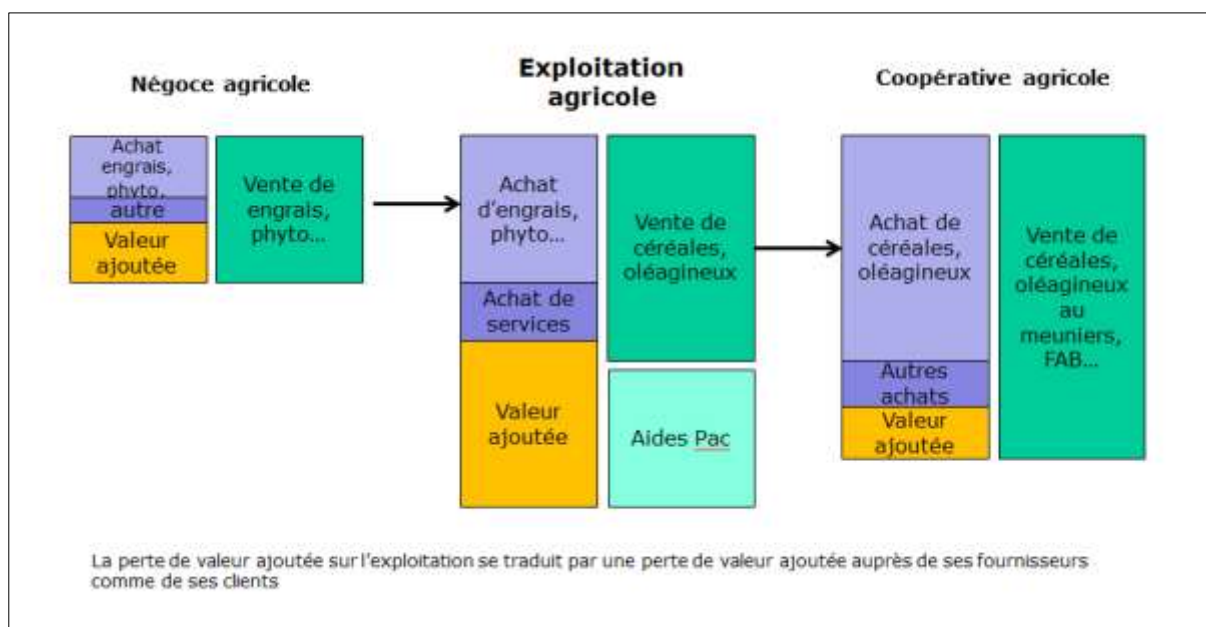 Négoce agricole
Achat
engrais,
phyto,
autre
Valeur
ajoutée
Vente de
engrais,
phyto...
Exploitation
agricole
Achat
d'engrais,
phyto...
Achat de
services
Valeur
ajoutée
Vente de
céréales,
oléagineux
Aides Pac
Coopérative agricole
Achat de
céréales,
oléagineux
Autres
achats
Valeur
ajoutée
Vente de
céréales,
oléagineux
au
meuniers,
FAB...
La perte de valeur ajoutée sur l'exploitation se traduit par une perte de valeur ajoutée auprès de ses fournisseurs
comme de ses clients